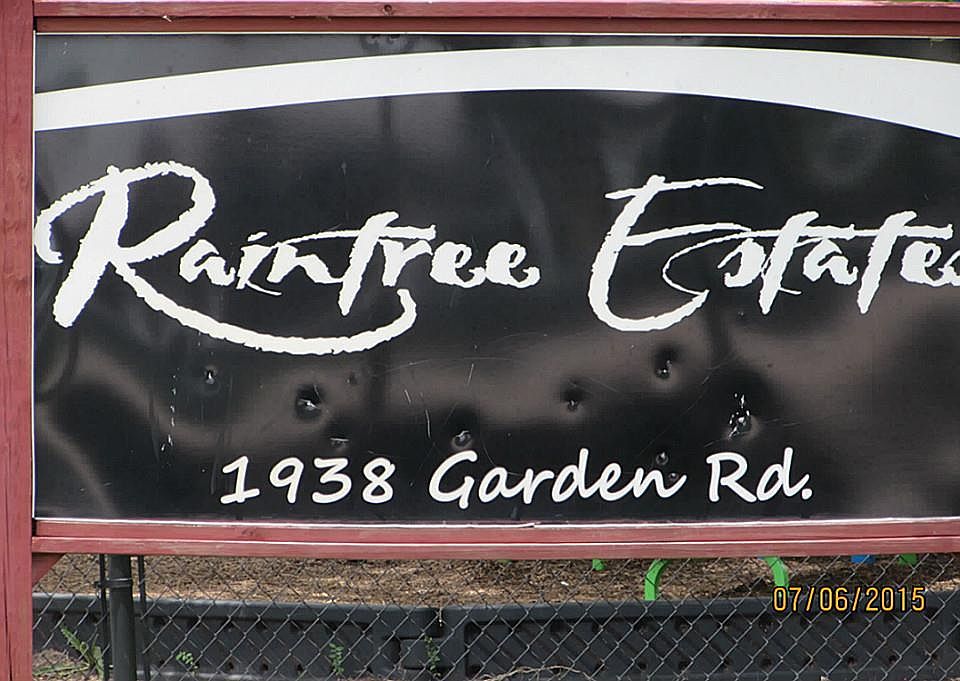 Raintree Estates
1938 Garden Rd.
07/06/2015